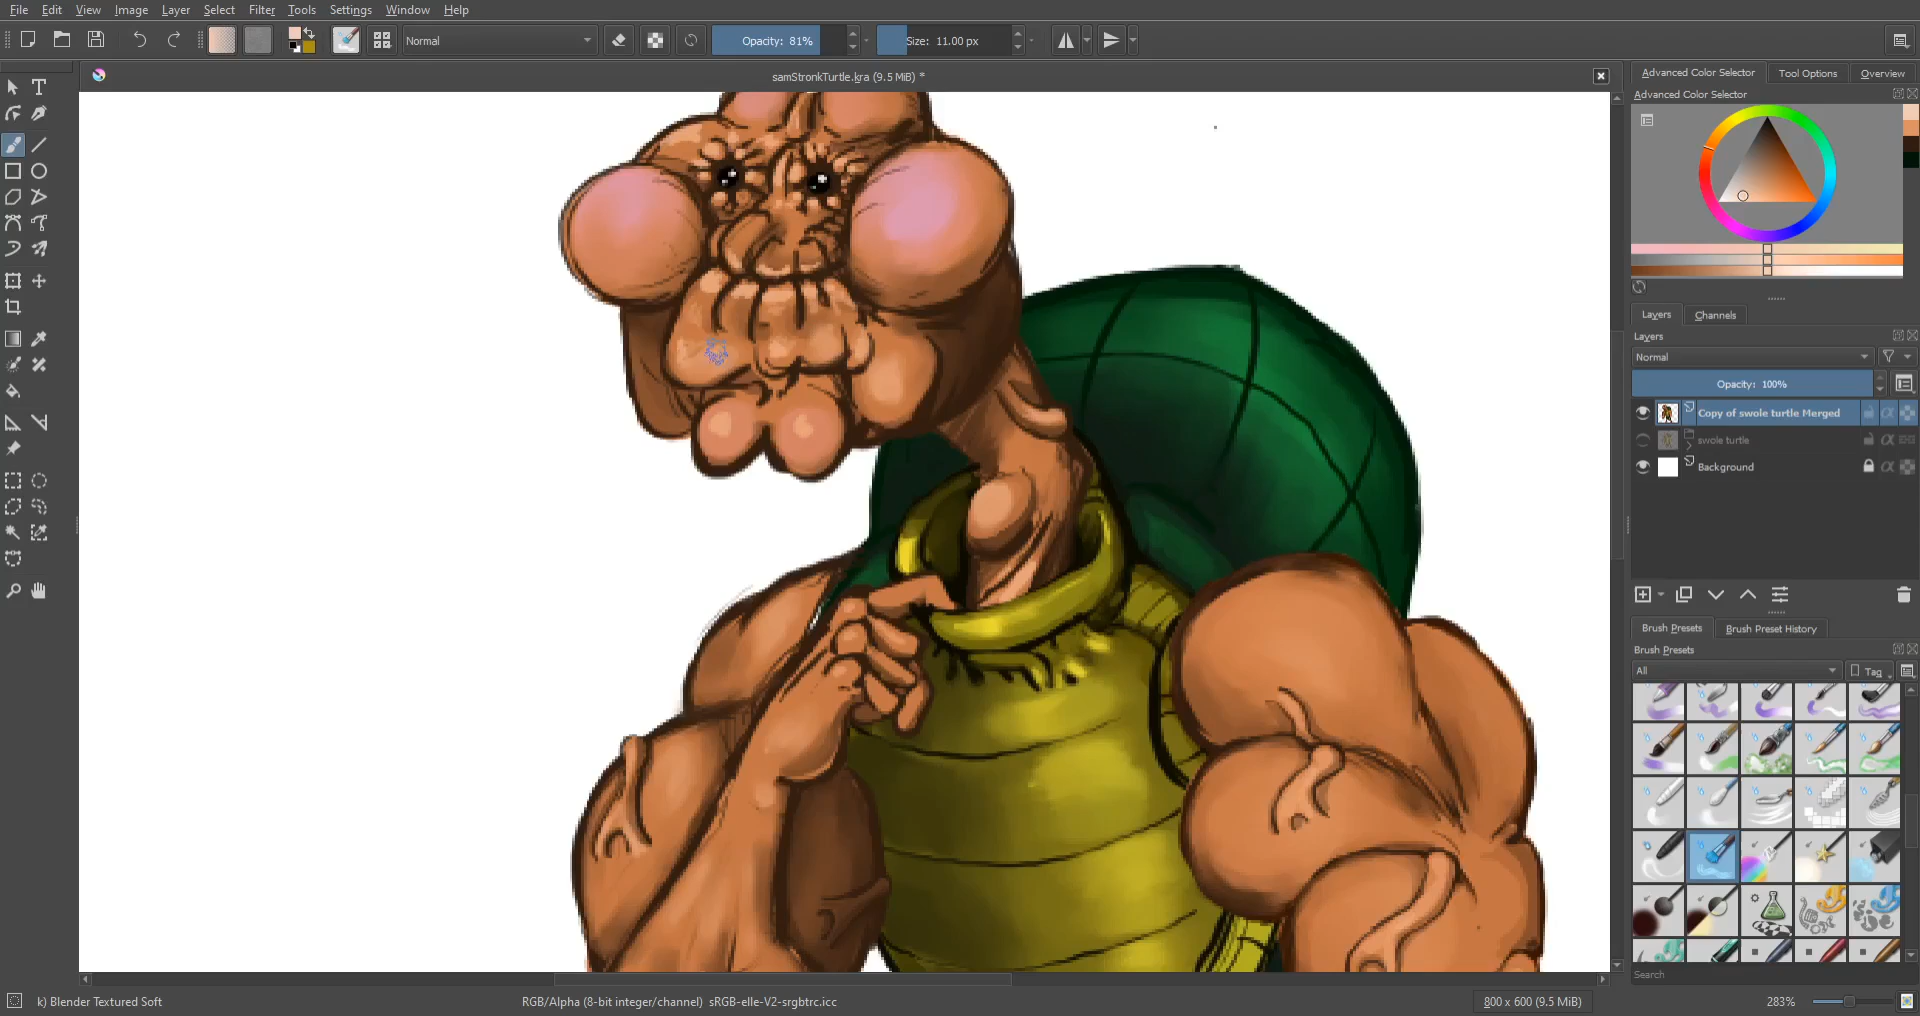 File Edit View Image Layer Select Filter Tools Settings Window Help
Normal
Opacity: 81%
Size: 11.00 px
samStronkTurtle.kra (9.5 MiB) *
Advanced Color Selector Tool Options Overview
Advanced Color Selector
Layers Channels
Layers
Normal
Opacity: 100%
Copy of swole turtle Merged
swole turtle
Background
Brush Presets Brush Preset History
Brush Presets
All Tag
Search
k) Blender Textured Soft RGB/Alpha (8-bit integer/channel) sRGB-elle-V2-srgbtrc.icc 800 x 600 (9.5 MiB) 283%